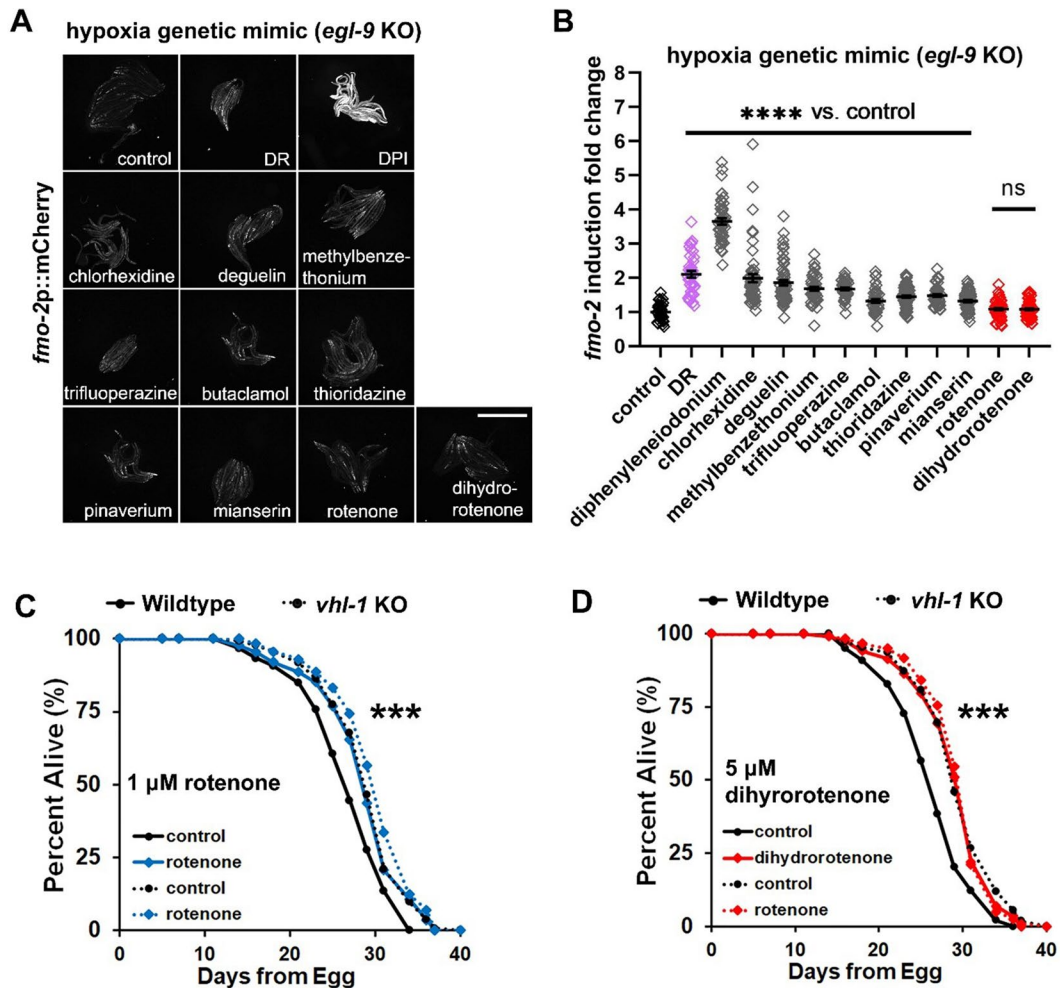 A
hypoxia genetic mimic (egl-9 KO)
fmo-2p::mCherry
control
DR
DPI
chlorhexidine
deguelin
methylbenze-
thonium
trifluoperazine
butaclamol
thioridazine
pinaverium
mianserin
rotenone
dihydro-
rotenone
B
hypoxia genetic mimic (egl-9 KO)
fmo-2 induction fold change
8
7
6
5
4
3
2
1
0
**** vs. control
ns
control
DR
diphenyleneiodonium
chlorhexidine
deguelin
methylbenzethonium
trifluoperazine
butaclamol
thioridazine
pinaverium
mianserin
rotenone
dihydrorotenone
C
Wildtype
vhl-1 KO
Percent Alive (%)
100
75
50
25
0
***
1 µM rotenone
control
rotenone
control
rotenone
0 10 20 30 40
Days from Egg
D
Wildtype
vhl-1 KO
Percent Alive (%)
100
75
50
25
0
***
5 µM
dihyrorotenone
control
dihydrorotenone
control
rotenone
0 10 20 30 40
Days from Egg